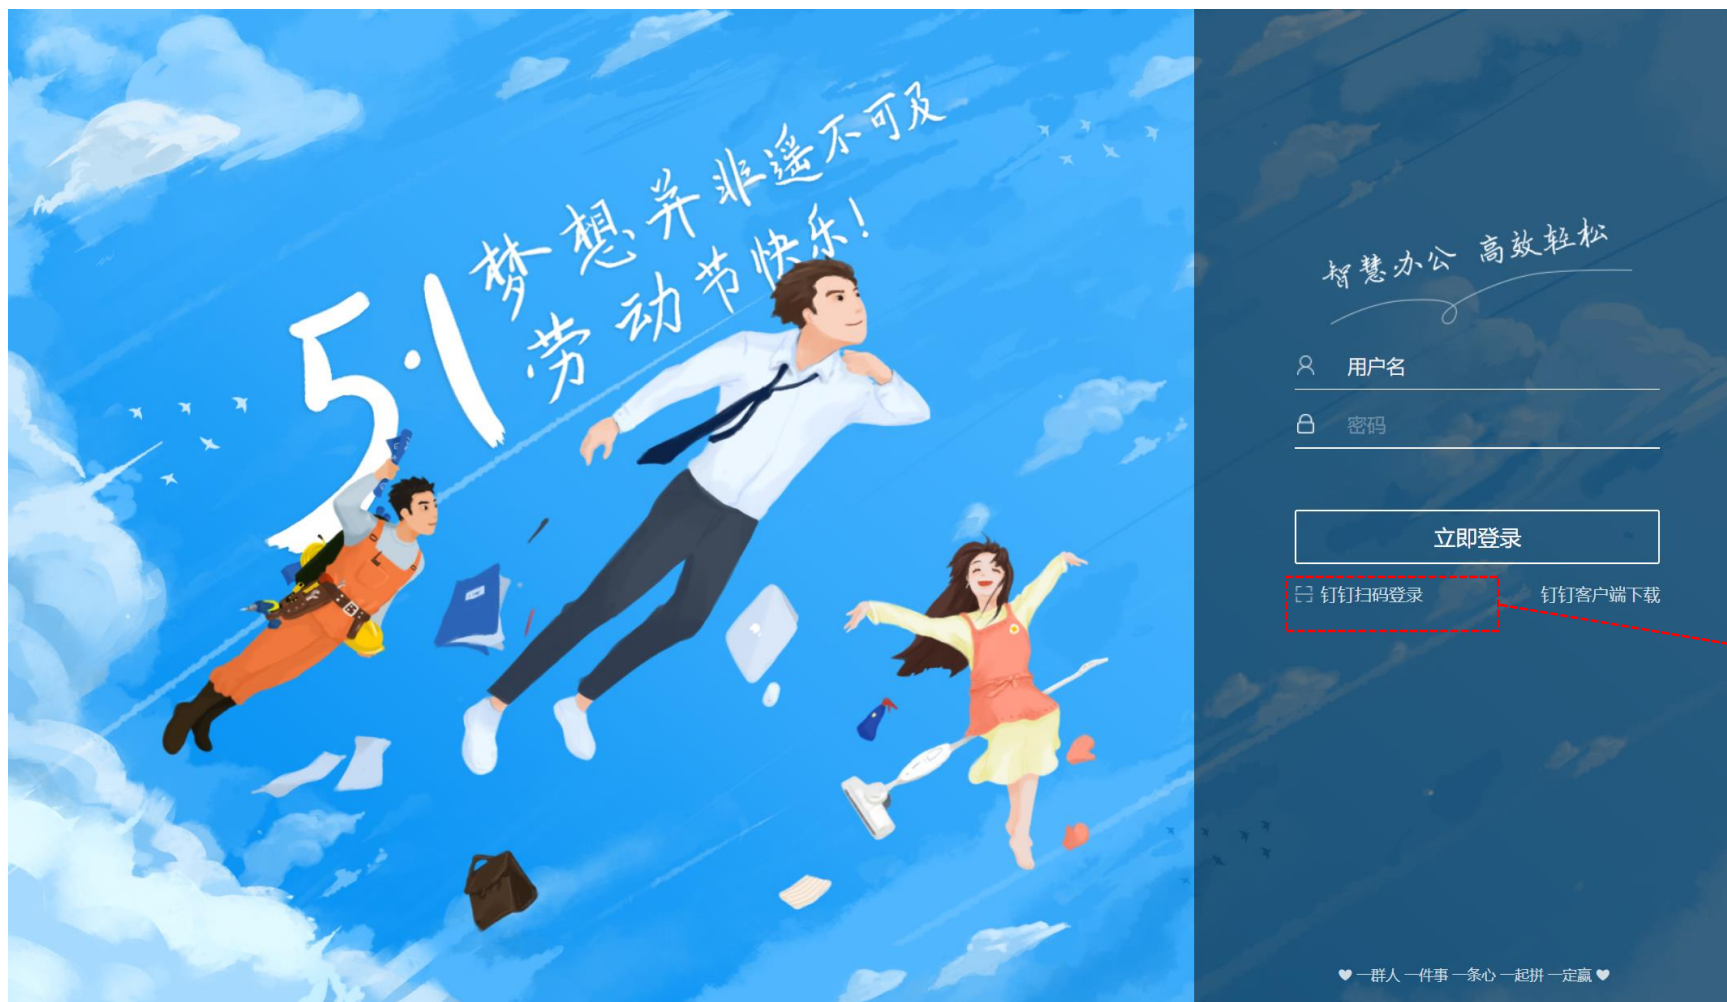 5·1
梦想并非遥不可及
劳动节快乐!
智慧办公 高效轻松
用户名
密码
立即登录
钉钉扫码登录
钉钉客户端下载
一群人 一件事 一条心 一起拼 一定赢